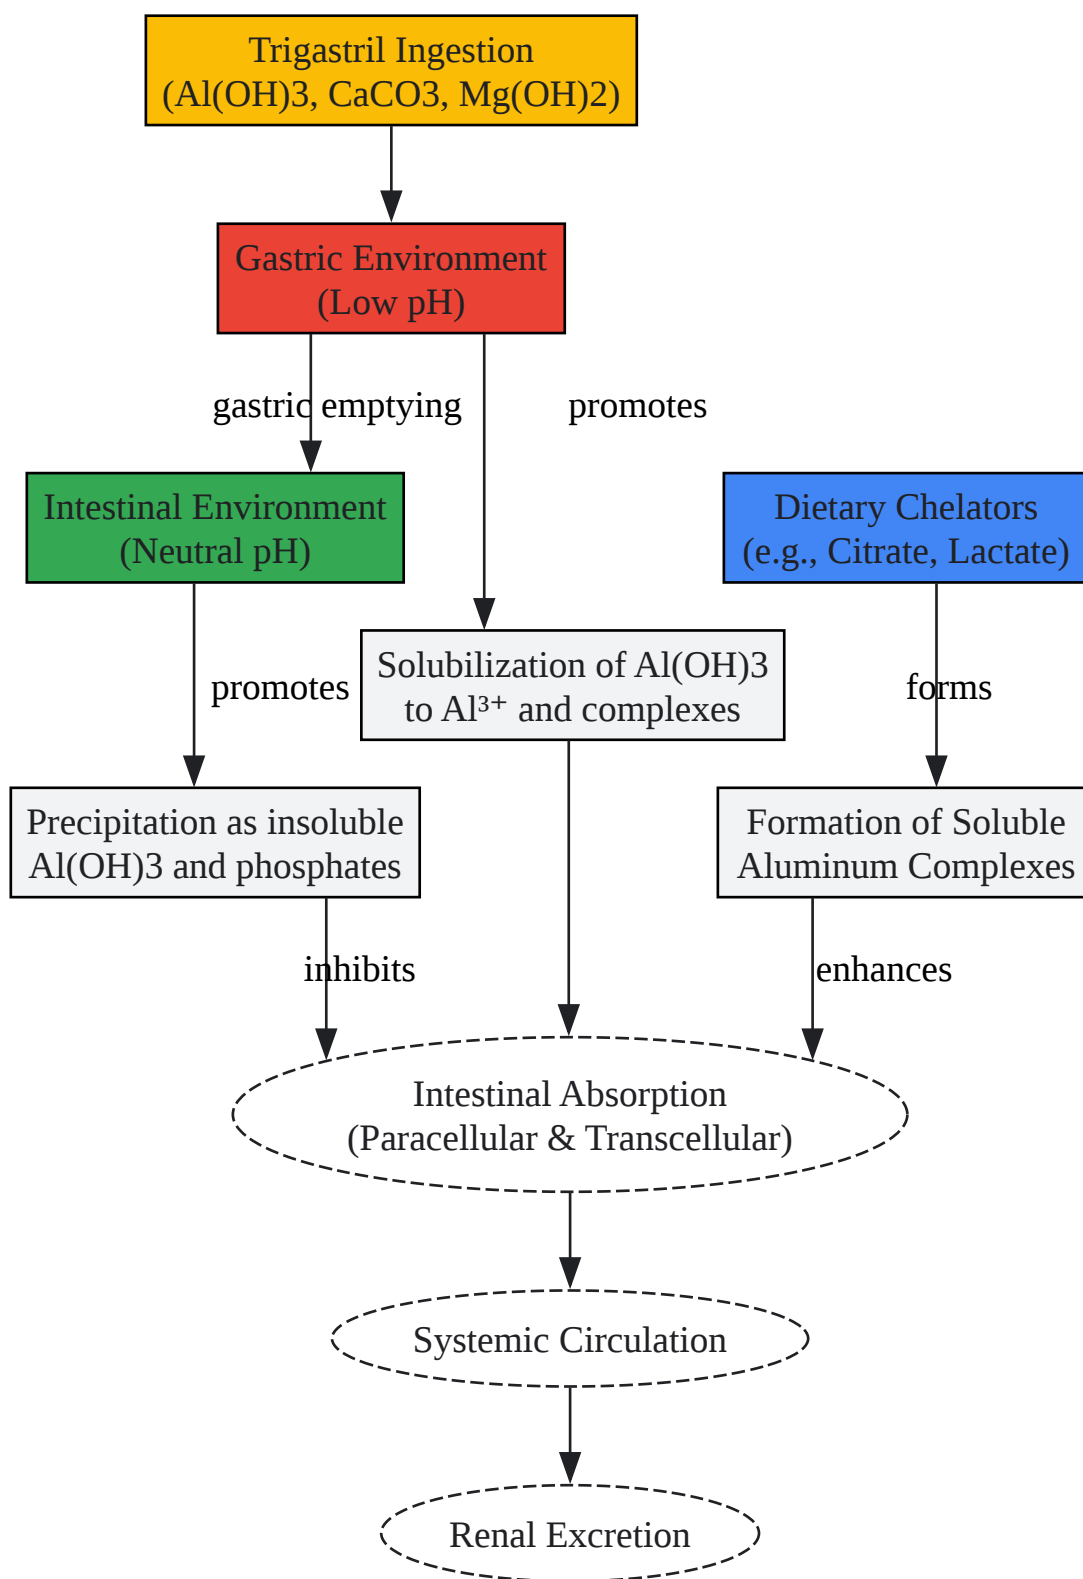 Trigastril Ingestion
(Al(OH)3, CaCO3, Mg(OH)2)
Gastric Environment
(Low pH)
gastric emptying
promotes
Intestinal Environment
(Neutral pH)
Dietary Chelators
(e.g., Citrate, Lactate)
promotes
Solubilization of Al(OH)3
to Al³⁺ and complexes
forms
Precipitation as insoluble
Al(OH)3 and phosphates
Formation of Soluble
Aluminum Complexes
inhibits
enhances
Intestinal Absorption
(Paracellular & Transcellular)
Systemic Circulation
Renal Excretion